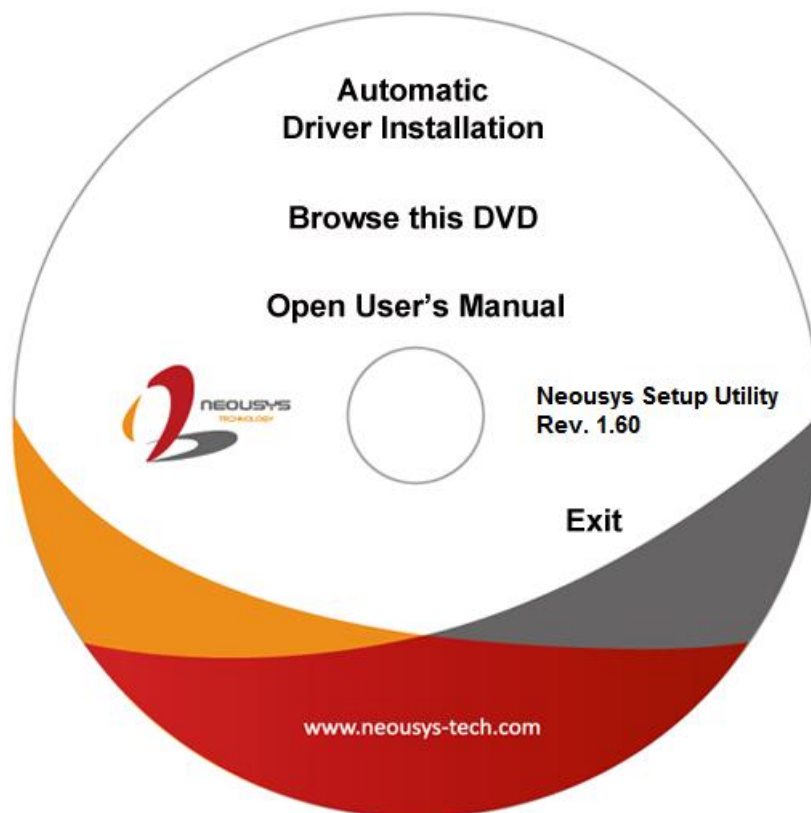 Automatic
Driver Installation
Browse this DVD
Open User's Manual
NEOUSYS
TECHNOLOGY
Neousys Setup Utility
Rev. 1.60
Exit
www.neousys-tech.com